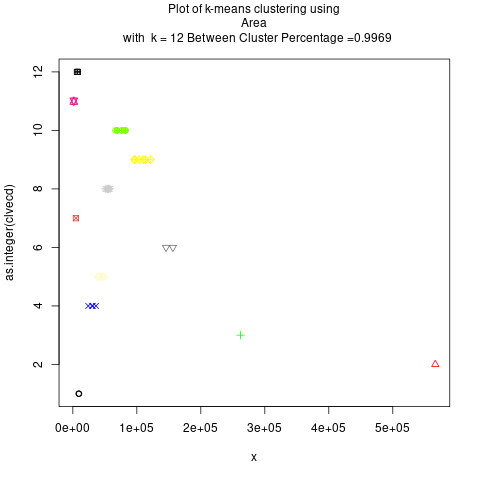 Plot of k-means clustering using
Area
with k = 12 Between Cluster Percentage =0.9969
as.integer(clvecd)
12
10
8
6
4
2
0e+00 1e+05 2e+05 3e+05 4e+05 5e+05
x